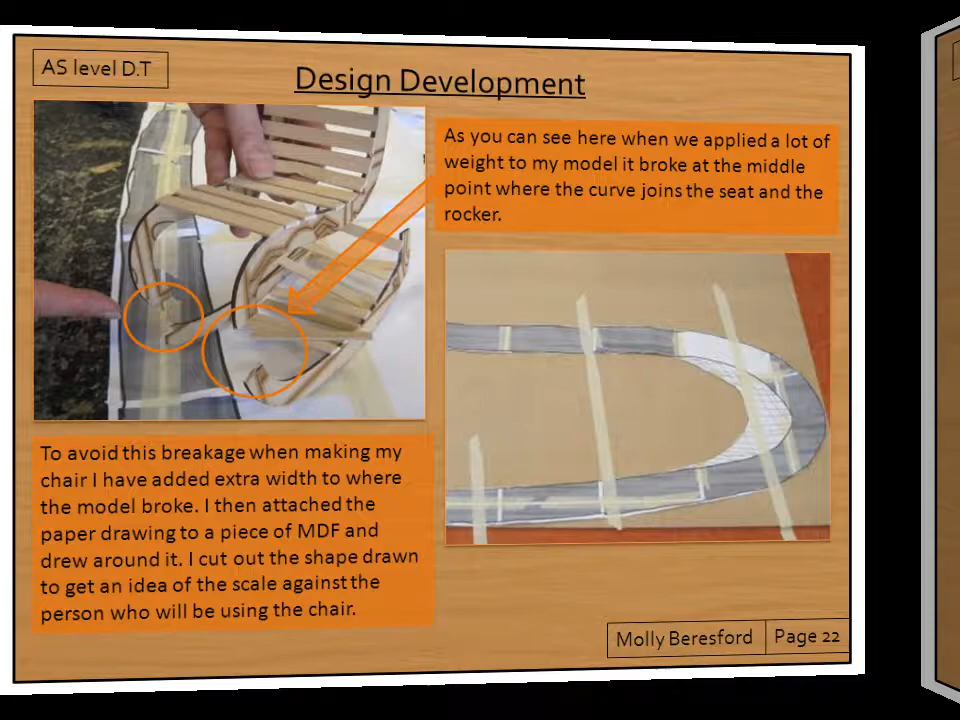 AS level D.T
Design Development
As you can see here when we applied a lot of
weight to my model it broke at the middle
point where the curve joins the seat and the
rocker.
To avoid this breakage when making my
chair I have added extra width to where
the model broke. I then attached the
paper drawing to a piece of MDF and
drew around it. I cut out the shape drawn
to get an idea of the scale against the
person who will be using the chair.
Molly Beresford
Page 22